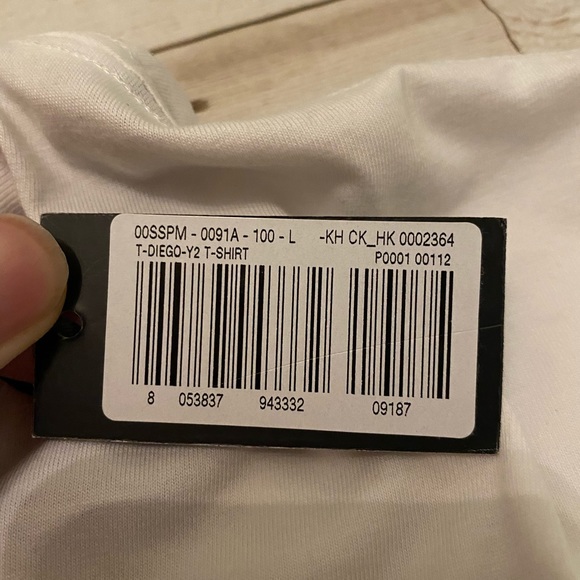 00SSPM - 0091A - 100 - L -KH CK_HK 0002364
T-DIEGO-Y2 T-SHIRT P0001 00112
8 053837 943332 09187